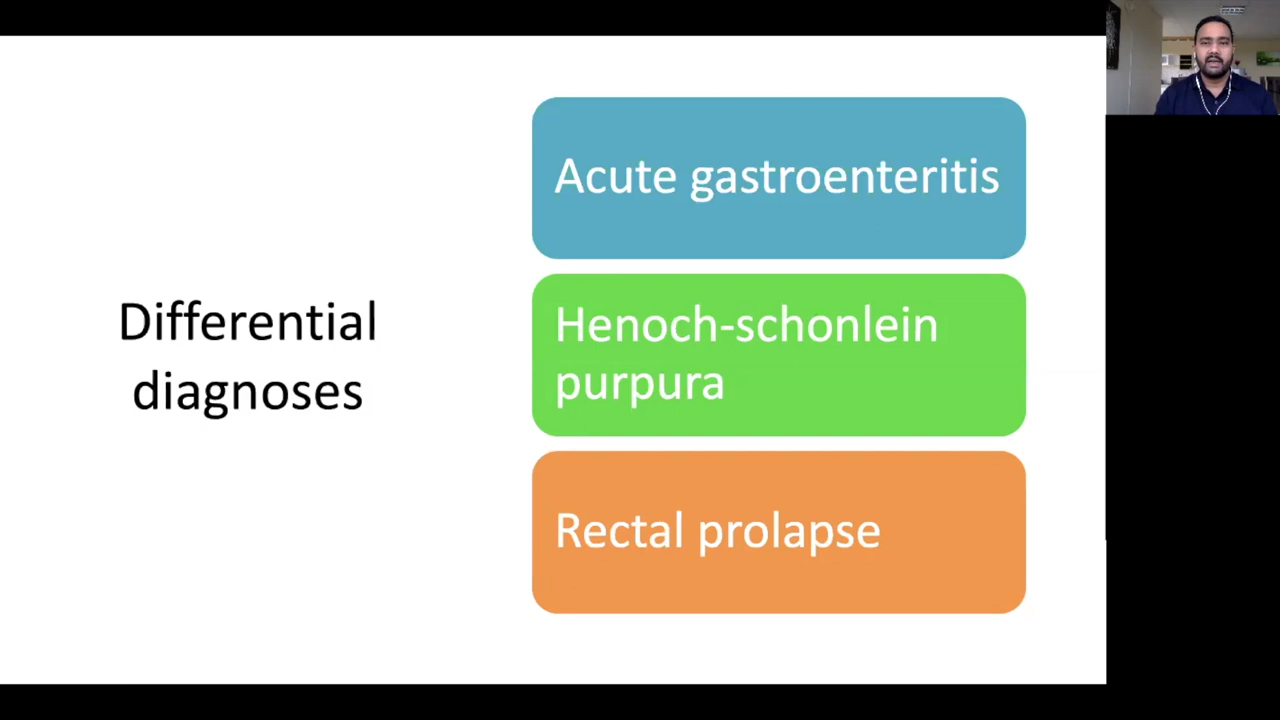 Differential
diagnoses
Acute gastroenteritis
Henoch-schonlein
purpura
Rectal prolapse